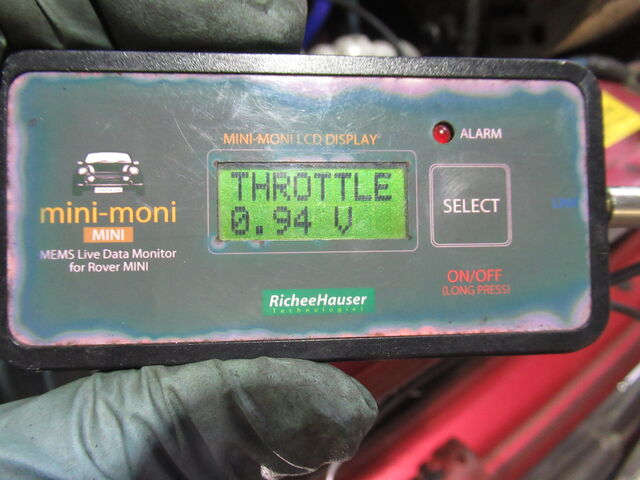 MINI-MONI LCD DISPLAY
ALARM
THROTTLE
0.94 V
SELECT
mini-moni
MINI
MEMS Live Data Monitor
for Rover MINI
ON/OFF
(LONG PRESS)
RicheeHauser
Technologies